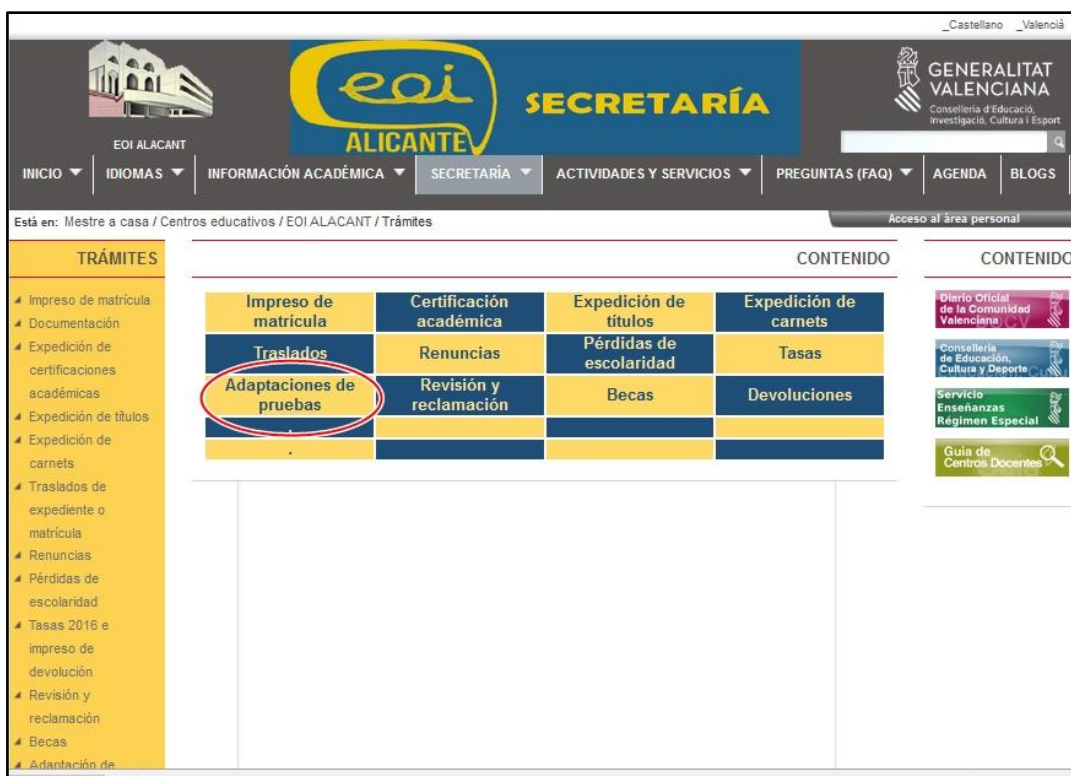 _Castellano _Valencià
EOI ALACANT
eoi
ALICANTE
SECRETARÍA
GENERALITAT
VALENCIANA
Conselleria d'Educació,
Investigació, Cultura i Esport
INICIO IDIOMAS INFORMACIÓN ACADÉMICA SECRETARÍA ACTIVIDADES Y SERVICIOS PREGUNTAS (FAQ) AGENDA BLOGS
Está en: Mestre a casa / Centros educativos / EOI ALACANT / Trámites
Acceso al àrea personal
TRÁMITES
Impreso de matrícula
Documentación
Expedición de
certificaciones
académicas
Expedición de títulos
Expedición de
carnets
Traslados de
expediente o
matrícula
Renuncias
Pérdidas de
escolaridad
Tasas 2016 e
impreso de
devolución
Revisión y
reclamación
Becas
Adaptación de
CONTENIDO
Impreso de
matrícula
Certificación
académica
Expedición de
títulos
Expedición de
carnets
Traslados
Renuncias
Pérdidas de
escolaridad
Tasas
Adaptaciones de
pruebas
Revisión y
reclamación
Becas
Devoluciones
.
.
CONTENIDO
Diario Oficial
de la Comunidad
Valenciana
Conselleria
de Educación,
Cultura y Deporte
Servicio
Enseñanzas
Régimen Especial
Guia de
Centros Docentes